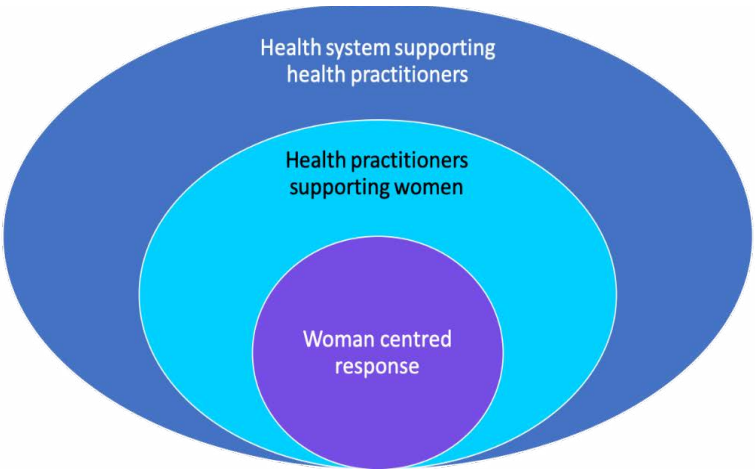 Health system supporting
health practitioners
Health practitioners
supporting women
Woman centred
response